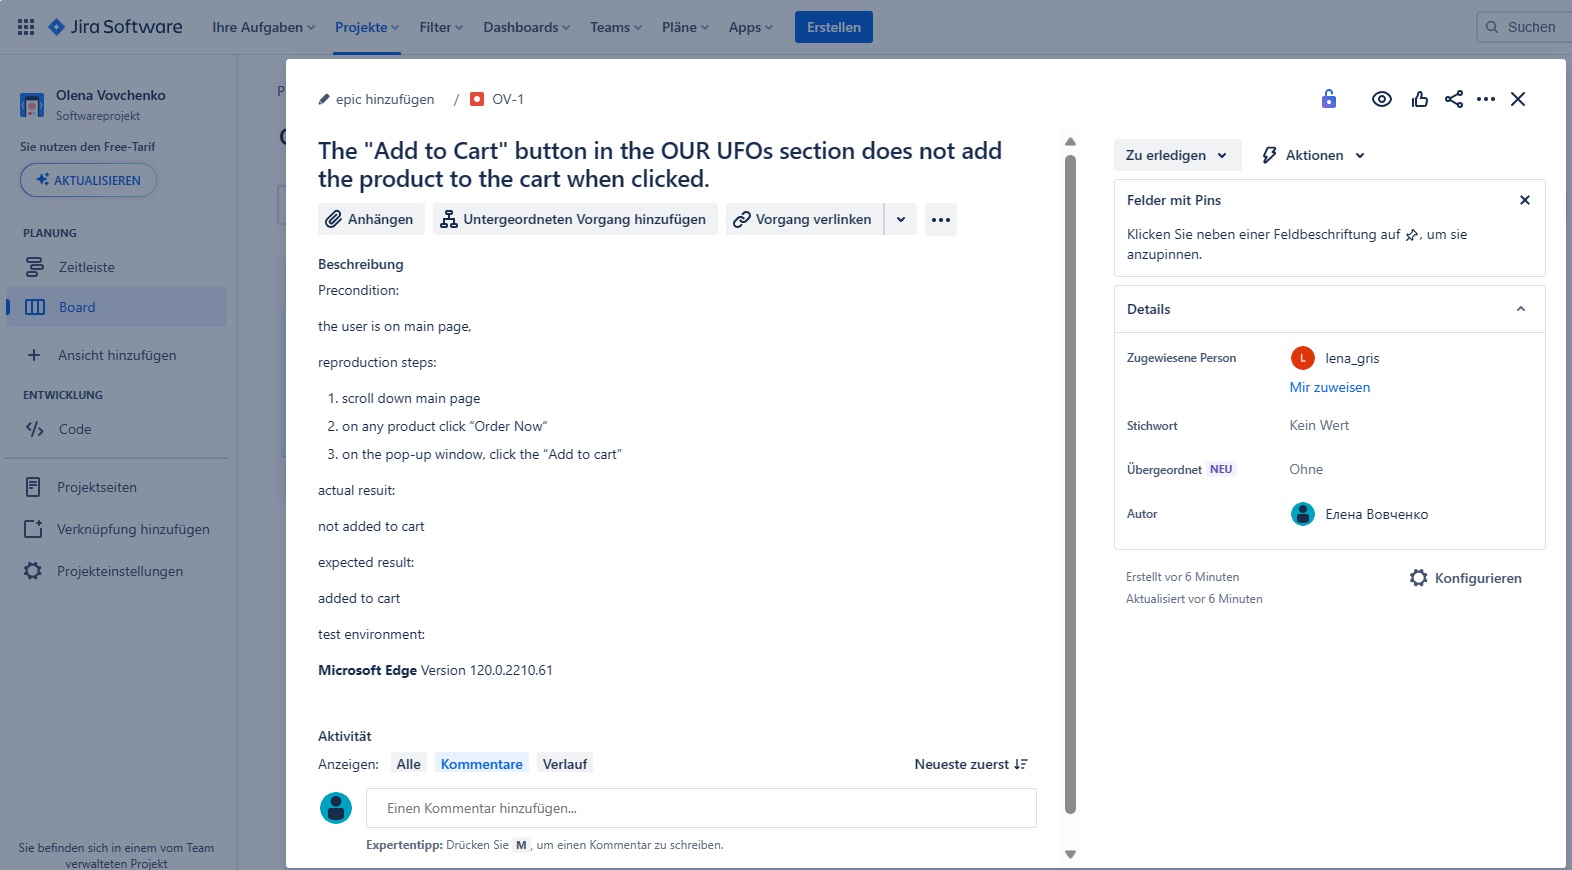 Jira Software
Ihre Aufgaben
Projekte
Filter
Dashboards
Teams
Pläne
Apps
Erstellen
Suchen
Olena Vovchenko
Softwareprojekt
Sie nutzen den Free-Tarif
AKTUALISIEREN
PLANUNG
Zeitleiste
Board
Ansicht hinzufügen
ENTWICKLUNG
Code
Projektseiten
Verknüpfung hinzufügen
Projekteinstellungen
Sie befinden sich in einem vom Team
verwalteten Projekt
P
epic hinzufügen / OV-1
The "Add to Cart" button in the OUR UFOs section does not add
the product to the cart when clicked.
Anhängen
Untergeordneten Vorgang hinzufügen
Vorgang verlinken
Beschreibung
Precondition:
the user is on main page,
reproduction steps:
1. scroll down main page
2. on any product click “Order Now”
3. on the pop-up window, click the “Add to cart”
actual resuit:
not added to cart
expected result:
added to cart
test environment:
Microsoft Edge Version 120.0.2210.61
Aktivität
Anzeigen: Alle Kommentare Verlauf
Neueste zuerst
Einen Kommentar hinzufügen...
Expertentipp: Drücken Sie M , um einen Kommentar zu schreiben.
Zu erledigen
Aktionen
Felder mit Pins
Klicken Sie neben einer Feldbeschriftung auf , um sie
anzupinnen.
Details
Zugewiesene Person
L lena_gris
Mir zuweisen
Stichwort
Kein Wert
Übergeordnet NEU
Ohne
Autor
Елена Вовченко
Erstellt vor 6 Minuten
Aktualisiert vor 6 Minuten
Konfigurieren